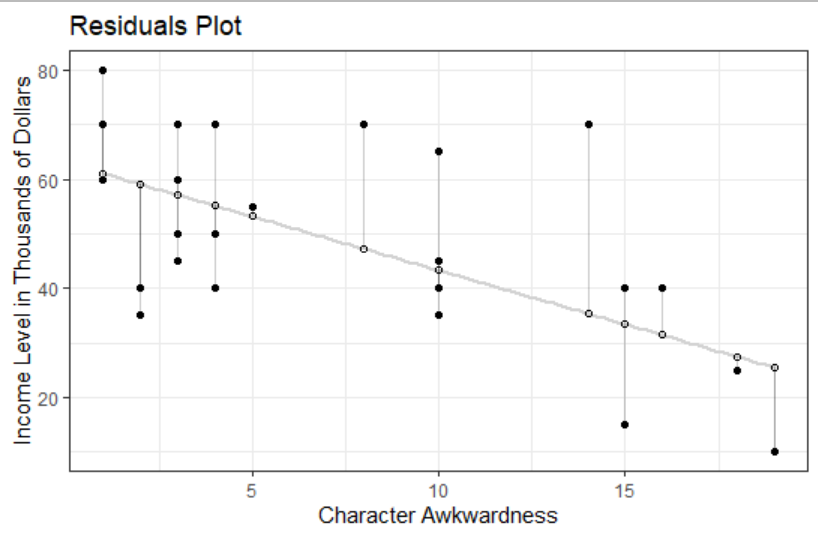 Residuals Plot
Income Level in Thousands of Dollars
80
60
40
20
5 10 15
Character Awkwardness